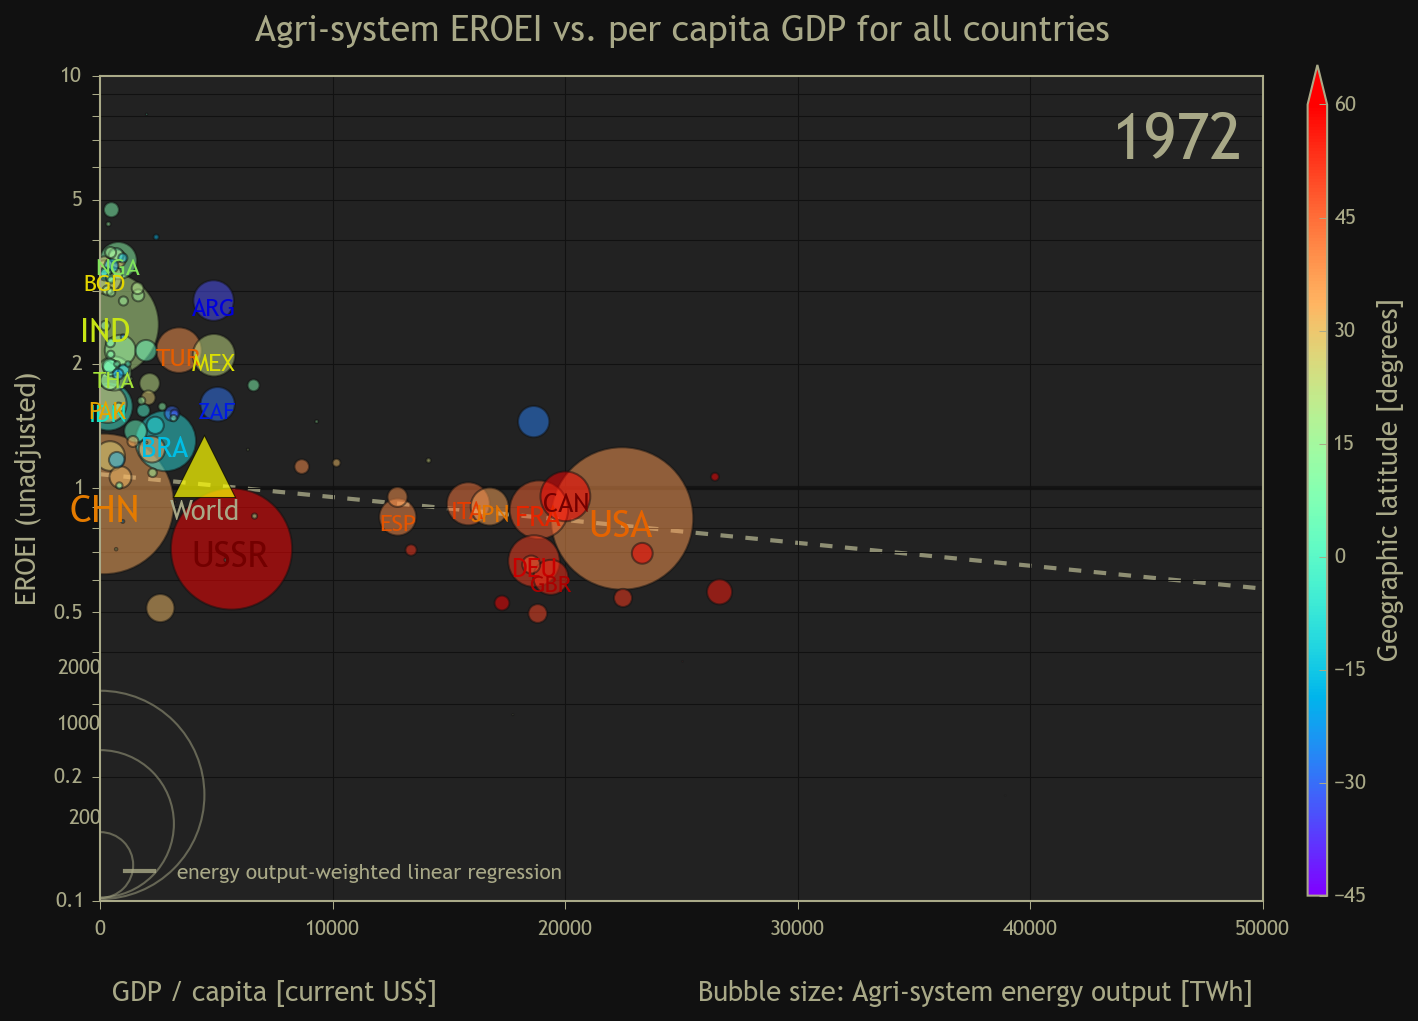 Agri-system EROEI vs. per capita GDP for all countries
1972
10
5
2
1
0.5
2000
1000
0.2
200
0.1
EROEI (unadjusted)
NGA
BGD
ARG
IND
TUR
MEX
THA
PAK
ZAF
BRA
CHN
World
USSR
ESP
ITA
JPN
FRA
CAN
USA
DEU
GBR
energy output-weighted linear regression
0
10000
20000
30000
40000
50000
GDP / capita [current US$]
Bubble size: Agri-system energy output [TWh]
60
45
30
15
0
−15
−30
−45
Geographic latitude [degrees]